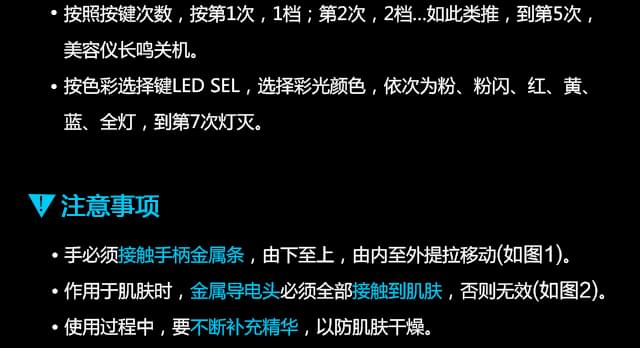 • 按照按键次数，按第1次，1档；第2次，2档...如此类推，到第5次，
美容仪长鸣关机。
• 按色彩选择键LED SEL，选择彩光颜色，依次为粉、粉闪、红、黄、
蓝、全灯，到第7次灯灭。
! 注意事项
• 手必须接触手柄金属条，由下至上，由内至外提拉移动(如图1)。
• 作用于肌肤时，金属导电头必须全部接触到肌肤，否则无效(如图2)。
• 使用过程中，要不断补充精华，以防肌肤干燥。